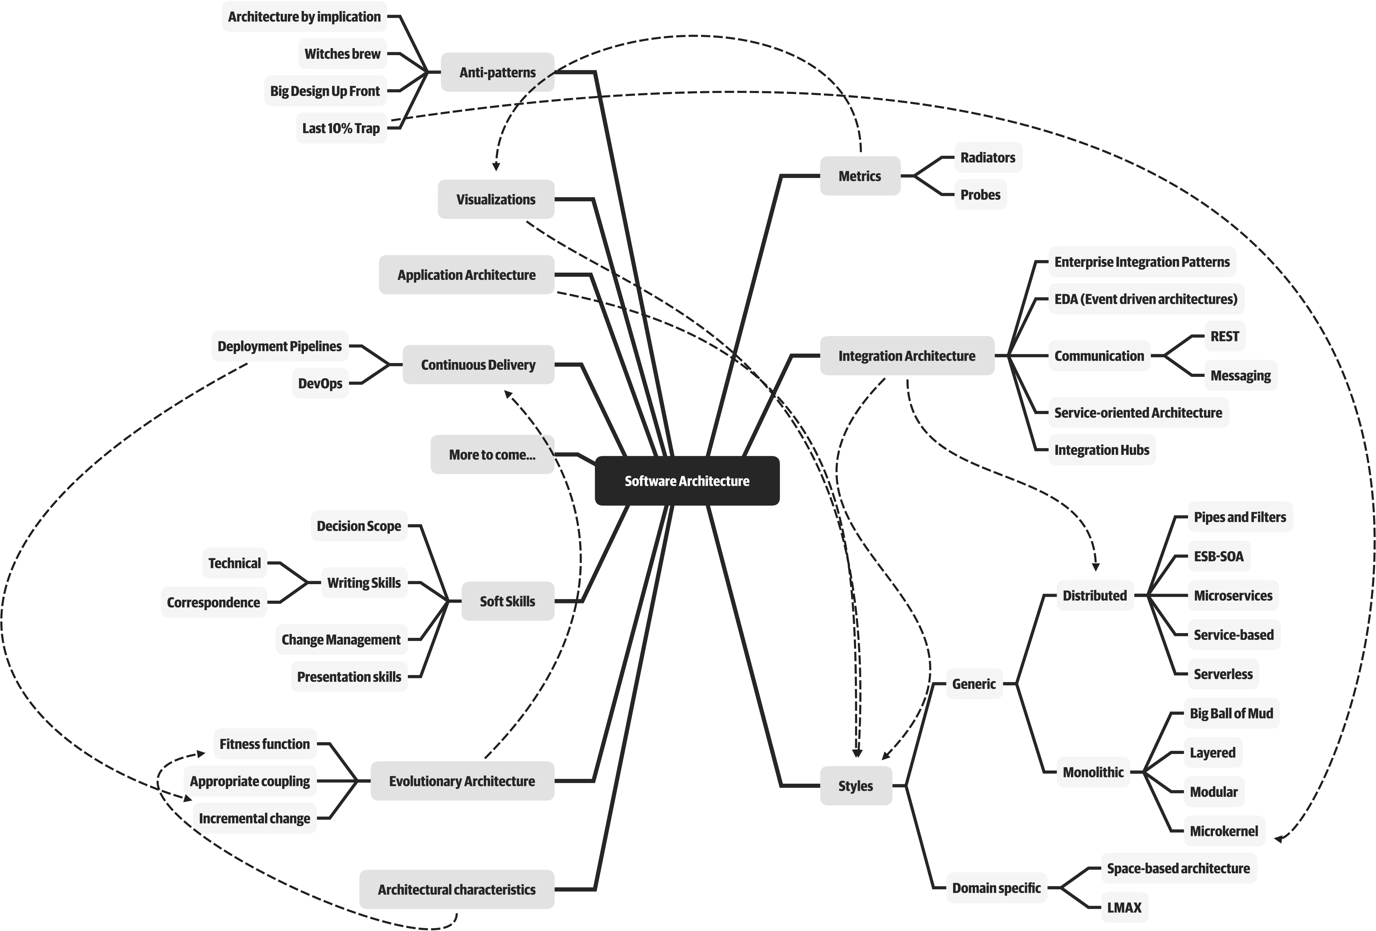 Architecture by implication
Witches brew
Big Design Up Front
Last 10% Trap
Anti-patterns
Visualizations
Application Architecture
Deployment Pipelines
DevOps
Continuous Delivery
More to come...
Decision Scope
Technical
Correspondence
Writing Skills
Change Management
Presentation skills
Soft Skills
Fitness function
Appropriate coupling
Incremental change
Evolutionary Architecture
Architectural characteristics
Software Architecture
Metrics
Radiators
Probes
Integration Architecture
Enterprise Integration Patterns
EDA (Event driven architectures)
Communication
REST
Messaging
Service-oriented Architecture
Integration Hubs
Styles
Generic
Distributed
Pipes and Filters
ESB-SOA
Microservices
Service-based
Serverless
Monolithic
Big Ball of Mud
Layered
Modular
Microkernel
Domain specific
Space-based architecture
LMAX